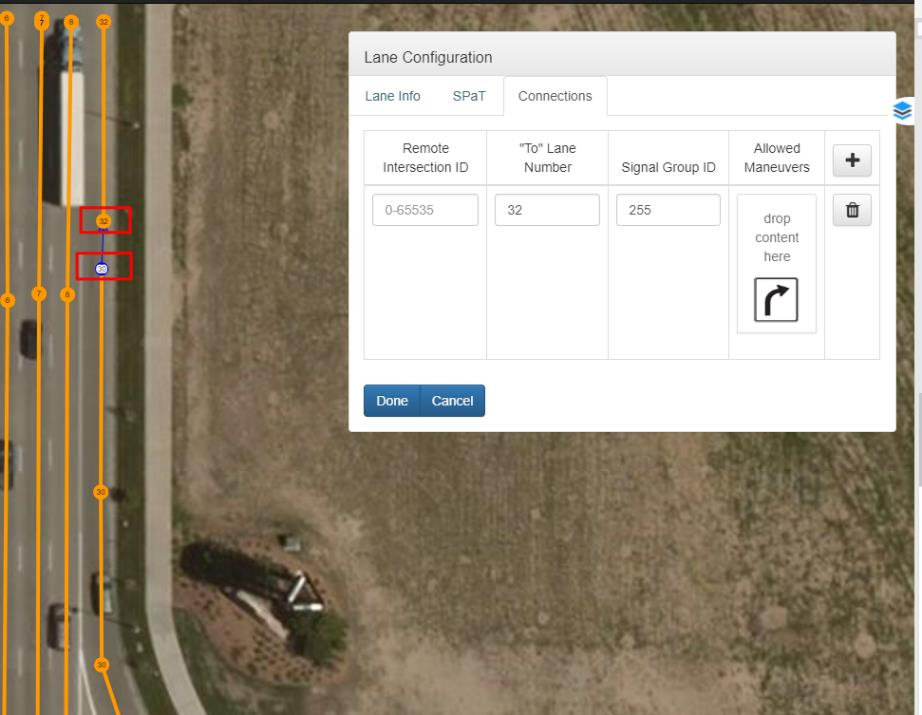 6
7
8
32
Lane Configuration
Lane Info
SPaT
Connections
Remote
Intersection ID
"To" Lane
Number
Signal Group ID
Allowed
Maneuvers
0-65535
32
255
drop
content
here
32
6
7
8
Done
Cancel
30
30